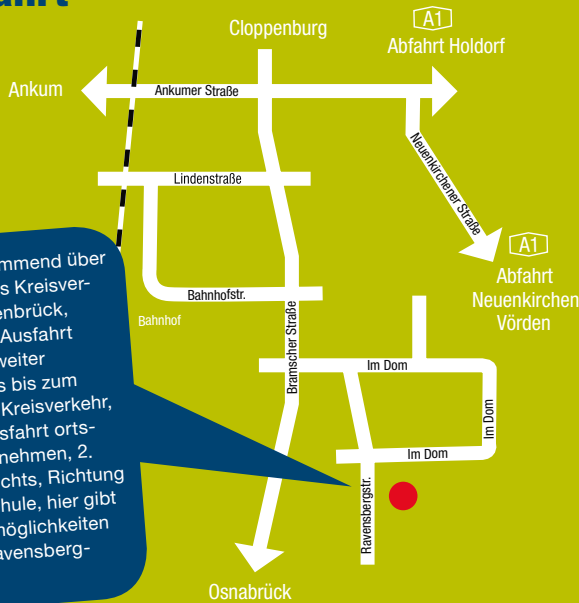 ahrt
Cloppenburg
A1
Abfahrt Holdorf
Ankum
Ankumer Straße
Neuenkirchener Straße
Lindenstraße
A1
Abfahrt
Neuenkirchen
Vörden
Bahnhofstr.
Bahnhof
Bramscher Straße
Im Dom
Im Dom
Im Dom
Ravensbergstr.
Osnabrück
mmend über
s Kreisver-
enbrück,
Ausfahrt
weiter
s bis zum
Kreisverkehr,
sfahrt orts-
nehmen, 2.
chts, Richtung
hule, hier gibt
möglichkeiten
avensberg-